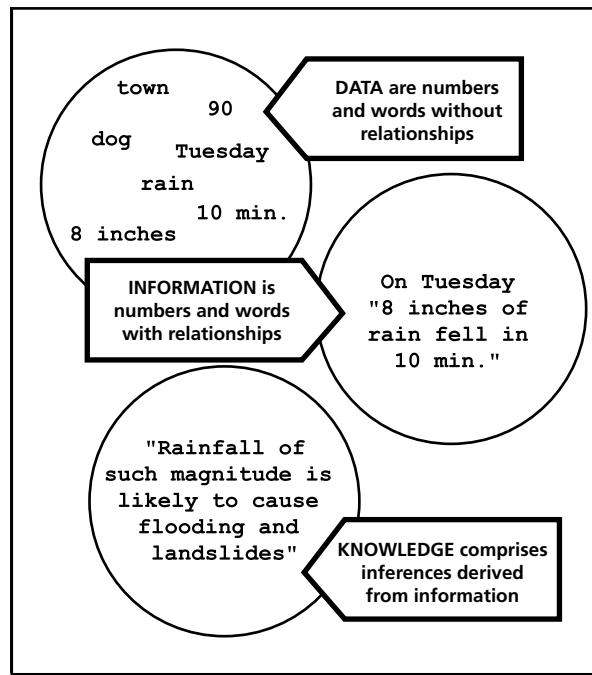 town
90
dog
Tuesday
rain
10 min.
8 inches
DATA are numbers
and words without
relationships
INFORMATION is
numbers and words
with relationships
On Tuesday
"8 inches of
rain fell in
10 min."
"Rainfall of
such magnitude is
likely to cause
flooding and
landslides"
KNOWLEDGE comprises
inferences derived
from information